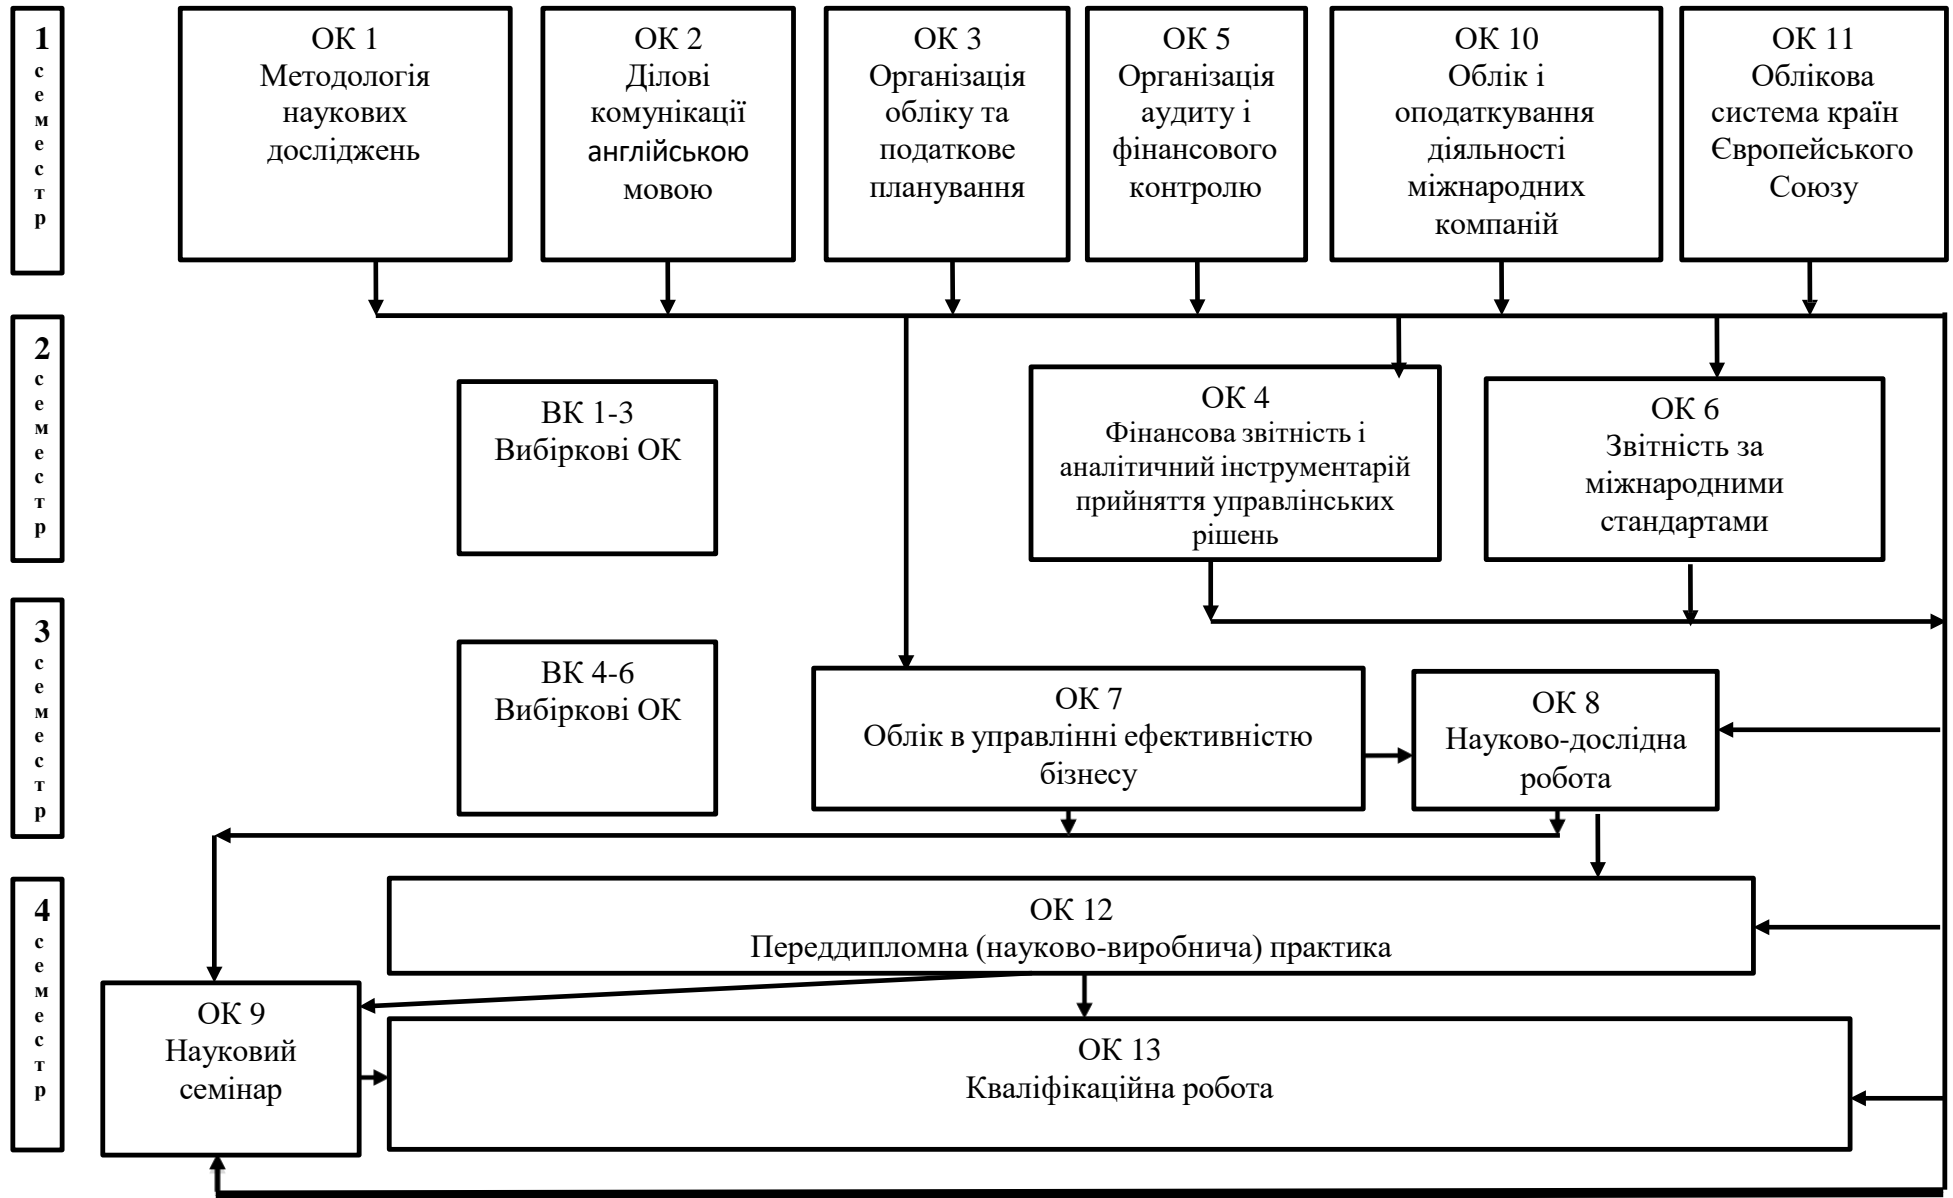 1
с
е
м
е
с
т
р
ОК 1
Методологія
наукових
досліджень
ОК 2
Ділові
комунікації
англійською
мовою
ОК 3
Організація
обліку та
податкове
планування
ОК 5
Організація
аудиту і
фінансового
контролю
ОК 10
Облік і
оподаткування
діяльності
міжнародних
компаній
ОК 11
Облікова
система країн
Європейського
Союзу
2
с
е
м
е
с
т
р
ВК 1-3
Вибіркові ОК
ОК 4
Фінансова звітність і
аналітичний інструментарій
прийняття управлінських
рішень
ОК 6
Звітність за
міжнародними
стандартами
3
с
е
м
е
с
т
р
ВК 4-6
Вибіркові ОК
ОК 7
Облік в управлінні ефективністю
бізнесу
ОК 8
Науково-дослідна
робота
4
с
е
м
е
с
т
р
ОК 12
Переддипломна (науково-виробнича) практика
ОК 9
Науковий
семінар
ОК 13
Кваліфікаційна робота